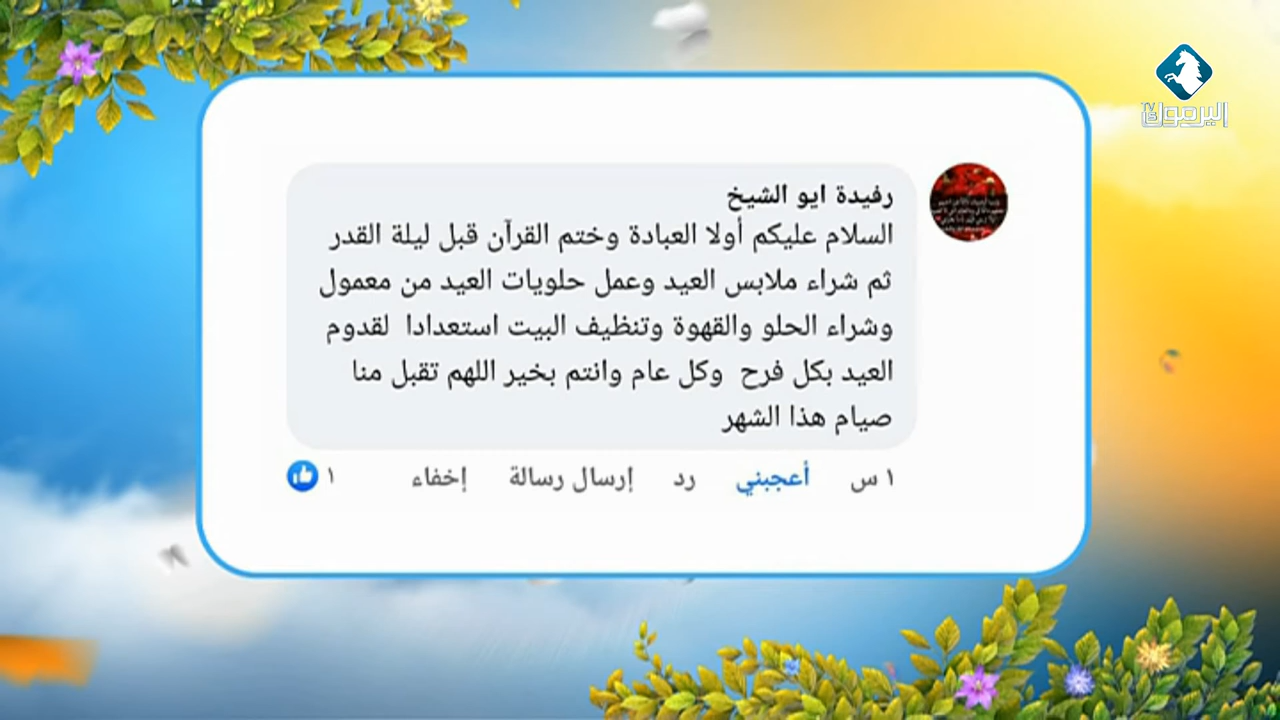 اليرموك
رفيدة ايو الشيخ
السلام عليكم أولا العبادة وختم القرآن قبل ليلة القدر
ثم شراء ملابس العيد وعمل حلويات العيد من معمول
وشراء الحلو والقهوة وتنظيف البيت استعدادا لقدوم
العيد بكل فرح وكل عام وانتم بخير اللهم تقبل منا
صيام هذا الشهر
١ س أعجبني رد إرسال رسالة إخفاء ١